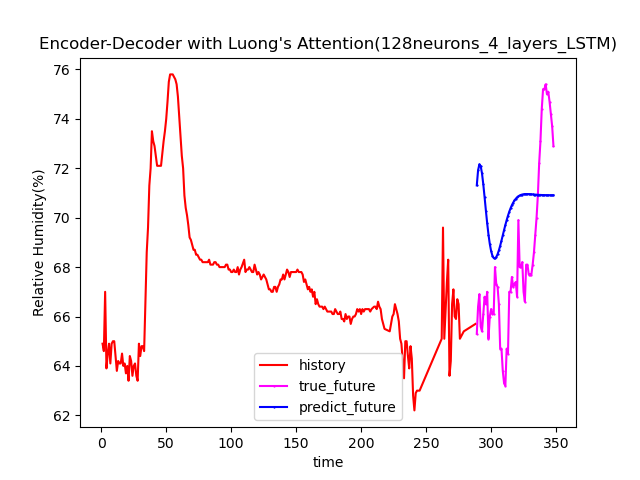 Encoder-Decoder with Luong's Attention(128neurons_4_layers_LSTM)
76
74
72
70
68
66
64
62
Relative Humidity(%)
history
true_future
predict_future
0 50 100 150 200 250 300 350
time